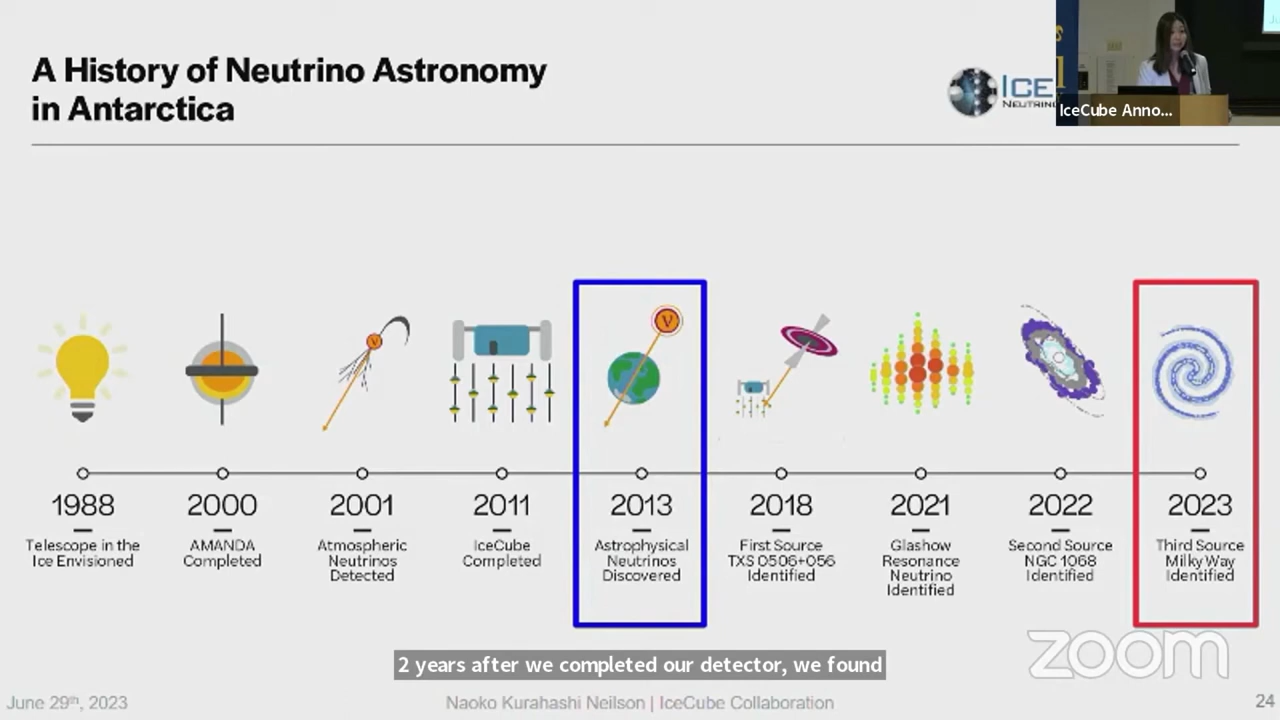 A History of Neutrino Astronomy
in Antarctica
ICE
NEUTRINO
IceCube Anno...
V
V
1988
Telescope in the
Ice Envisioned
2000
AMANDA
Completed
2001
Atmospheric
Neutrinos
Detected
2011
IceCube
Completed
2013
Astrophysical
Neutrinos
Discovered
2018
First Source
TXS 0506+056
Identified
2021
Glashow
Resonance
Neutrino
Identified
2022
Second Source
NGC 1068
Identified
2023
Third Source
Milky Way
Identified
2 years after we completed our detector, we found
zoom
June 29th, 2023
Naoko Kurahashi Neilson | IceCube Collaboration
24